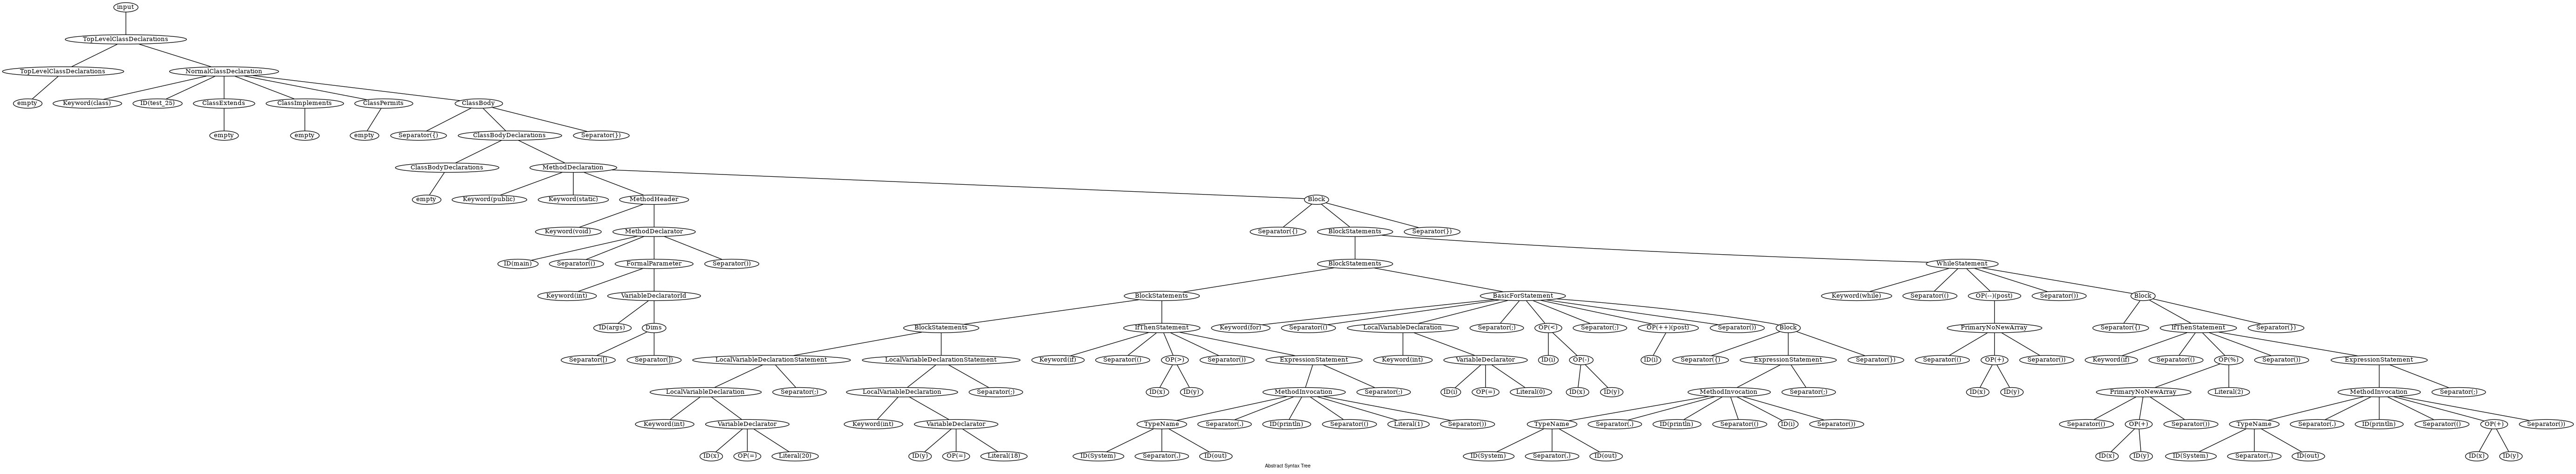 input
TopLevelClassDeclarations
TopLevelClassDeclarations NormalClassDeclaration
empty Keyword(class) ID(test_25) ClassExtends ClassImplements ClassPermits ClassBody
empty empty empty Separator({) ClassBodyDeclarations Separator(})
ClassBodyDeclarations MethodDeclaration
empty Keyword(public) Keyword(static) MethodHeader Block
Keyword(void) MethodDeclarator Separator({) BlockStatements Separator(})
ID(main) Separator(() FormalParameter Separator()) BlockStatements WhileStatement
Keyword(int) VariableDeclaratorId BlockStatements BasicForStatement Keyword(while) Separator(() OP(--)(post) Separator()) Block
ID(args) Dims BlockStatements IfThenStatement Keyword(for) Separator(() LocalVariableDeclaration Separator(;) OP(<) Separator(;) OP(++)(post) Separator()) Block PrimaryNoNewArray Separator({) IfThenStatement Separator(})
Separator([) Separator(]) LocalVariableDeclarationStatement LocalVariableDeclarationStatement Keyword(if) Separator(() OP(>) Separator()) ExpressionStatement Keyword(int) VariableDeclarator ID(i) OP(-) ID(i) Separator({) ExpressionStatement Separator(}) Separator(() OP(+) Separator()) Keyword(if) Separator(() OP(%) Separator()) ExpressionStatement
LocalVariableDeclaration Separator(;) LocalVariableDeclaration Separator(;) ID(x) ID(y) MethodInvocation Separator(;) ID(i) OP(=) Literal(0) ID(x) ID(y) MethodInvocation Separator(;) ID(x) ID(y) PrimaryNoNewArray Literal(2) MethodInvocation Separator(;)
Keyword(int) VariableDeclarator Keyword(int) VariableDeclarator TypeName Separator(.) ID(println) Separator(() Literal(1) Separator()) TypeName Separator(.) ID(println) Separator(() ID(i) Separator()) Separator(() OP(+) Separator()) TypeName Separator(.) ID(println) Separator(() OP(+) Separator())
ID(x) OP(=) Literal(20) ID(y) OP(=) Literal(18) ID(System) Separator(.) ID(out) ID(System) Separator(.) ID(out) ID(x) ID(y) ID(System) Separator(.) ID(out) ID(x) ID(y)
Abstract Syntax Tree